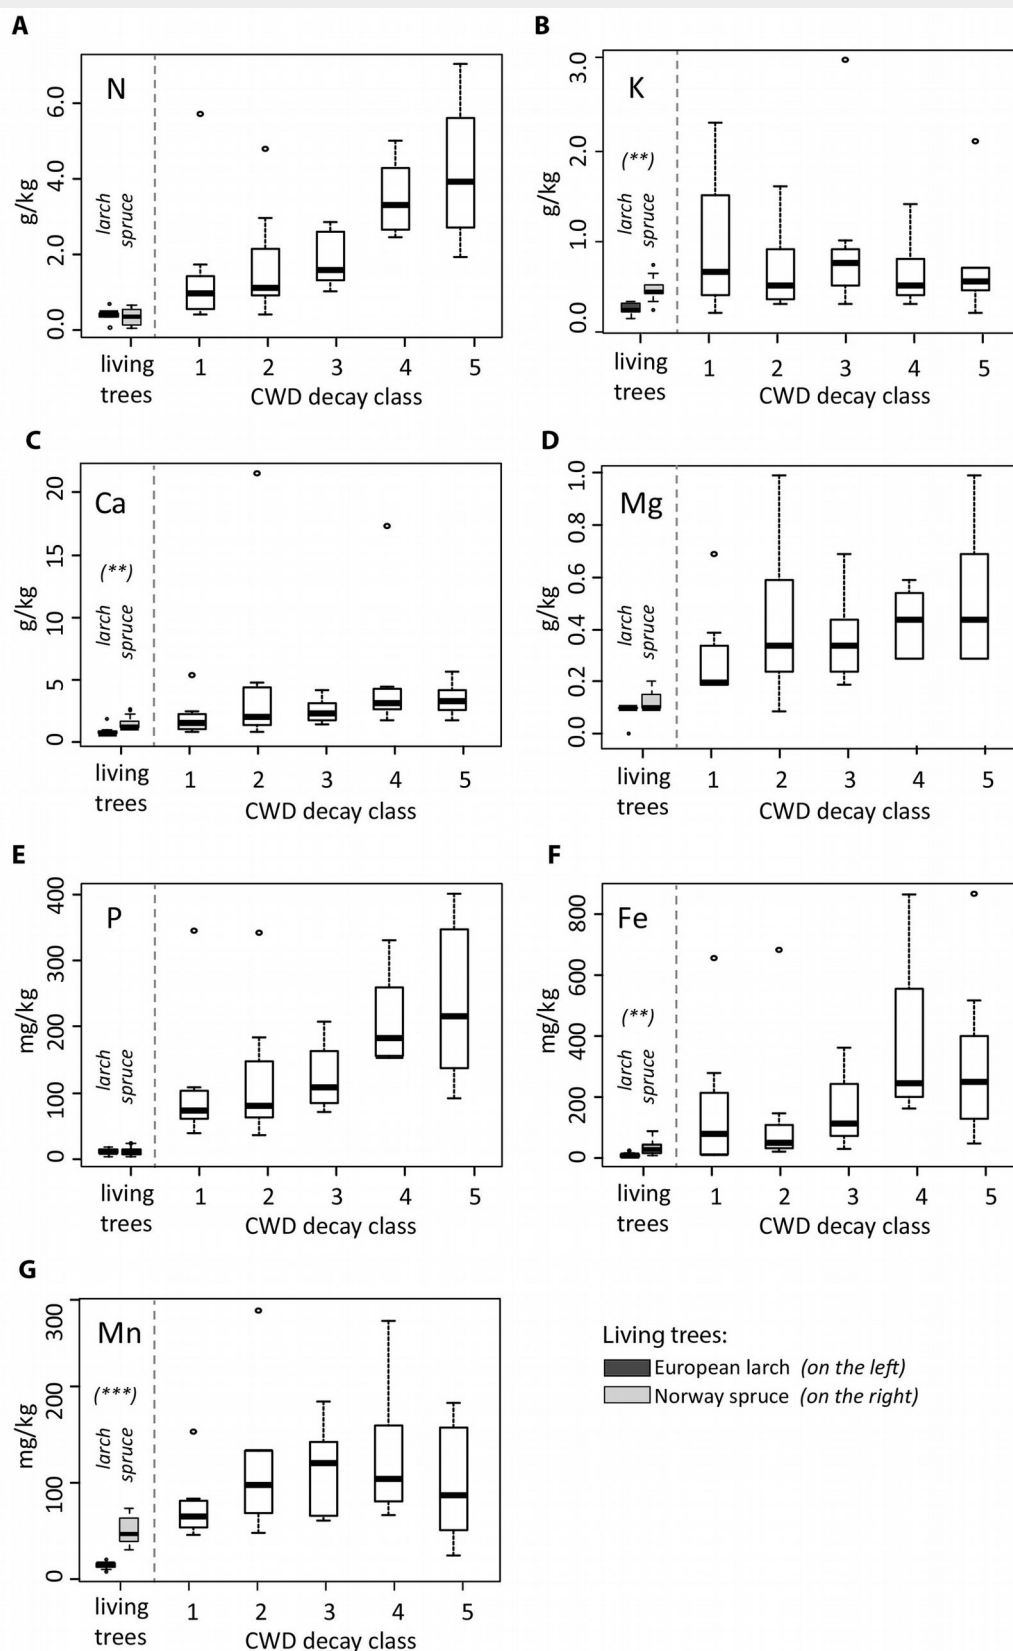 A
N
g/kg
0.0 2.0 4.0 6.0
larch
spruce
living
trees
1 2 3 4 5
CWD decay class
B
K
(**)
g/kg
0.0 1.0 2.0 3.0
larch
spruce
living
trees
1 2 3 4 5
CWD decay class
C
Ca
(**)
g/kg
0 5 10 15 20
larch
spruce
living
trees
1 2 3 4 5
CWD decay class
D
Mg
g/kg
0.0 0.2 0.4 0.6 0.8 1.0
larch
spruce
living
trees
1 2 3 4 5
CWD decay class
E
P
mg/kg
0 100 200 300 400
larch
spruce
living
trees
1 2 3 4 5
CWD decay class
F
Fe
(**)
mg/kg
0 200 400 600 800
larch
spruce
living
trees
1 2 3 4 5
CWD decay class
G
Mn
(***)
mg/kg
0 100 200 300
larch
spruce
living
trees
1 2 3 4 5
CWD decay class
Living trees:
European larch (on the left)
Norway spruce (on the right)